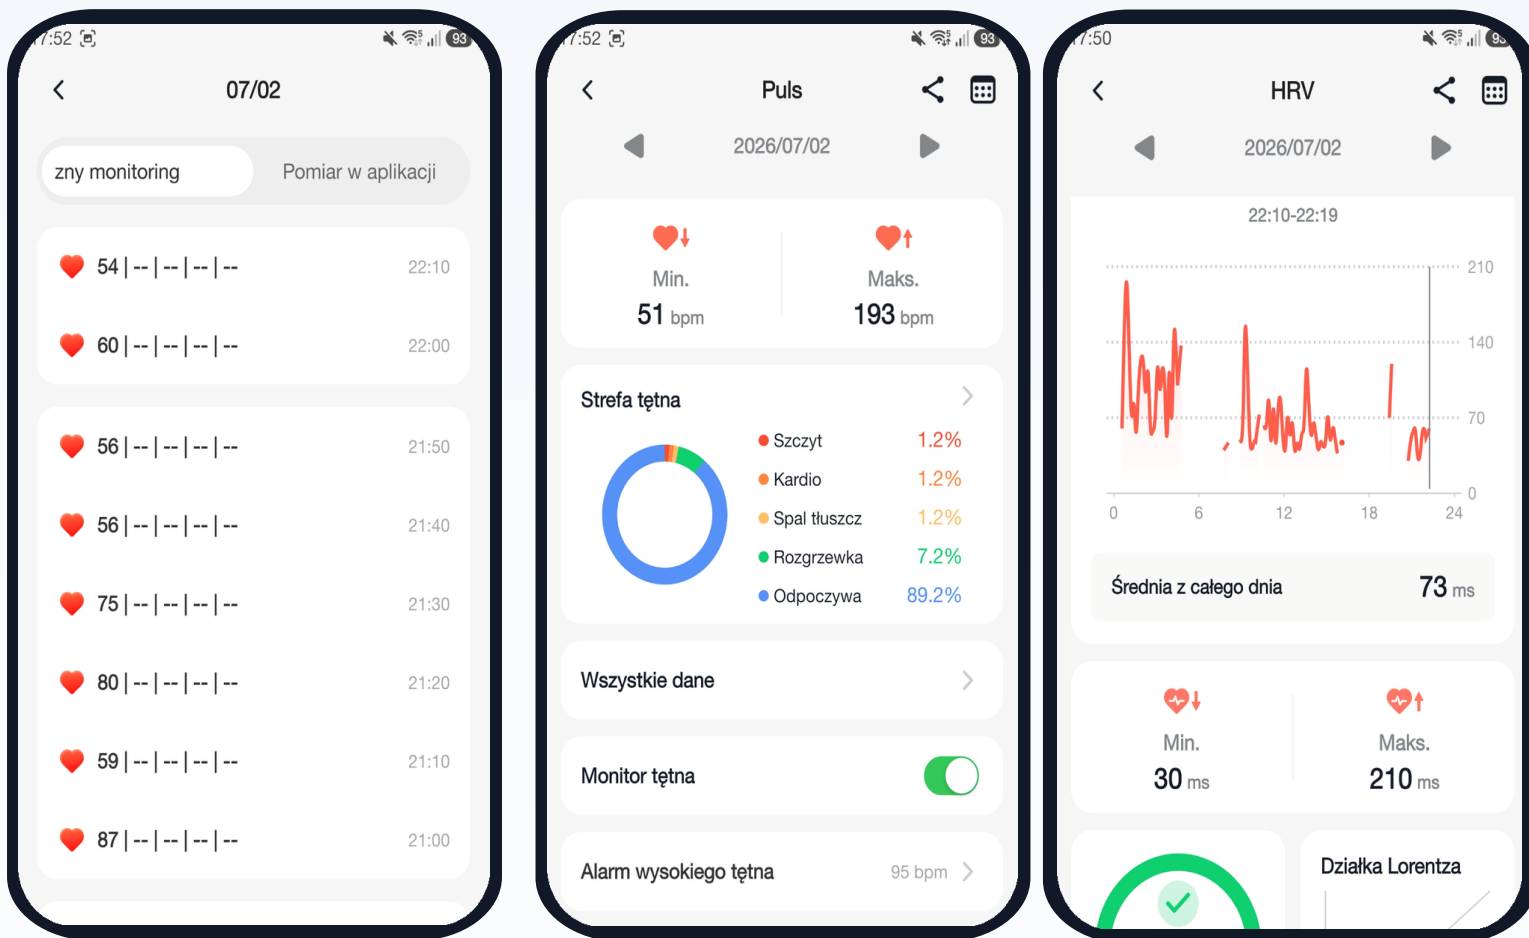 17:52
93
07/02
zny monitoring
Pomiar w aplikacji
54 | -- | -- | -- | -- 22:10
60 | -- | -- | -- | -- 22:00
56 | -- | -- | -- | -- 21:50
56 | -- | -- | -- | -- 21:40
75 | -- | -- | -- | -- 21:30
80 | -- | -- | -- | -- 21:20
59 | -- | -- | -- | -- 21:10
87 | -- | -- | -- | -- 21:00
17:52
93
Puls
2026/07/02
Min.
51 bpm
Maks.
193 bpm
Strefa tętna
Szczyt 1.2%
Kardio 1.2%
Spal tłuszcz 1.2%
Rozgrzewka 7.2%
Odpoczywa 89.2%
Wszystkie dane
Monitor tętna
Alarm wysokiego tętna 95 bpm
17:50
93
HRV
2026/07/02
22:10-22:19
210
140
70
0
0 6 12 18 24
Średnia z całego dnia 73 ms
Min.
30 ms
Maks.
210 ms
Działka Lorentza